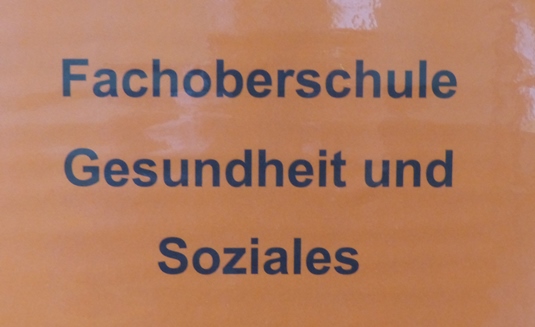 Fachoberschule
Gesundheit und
Soziales